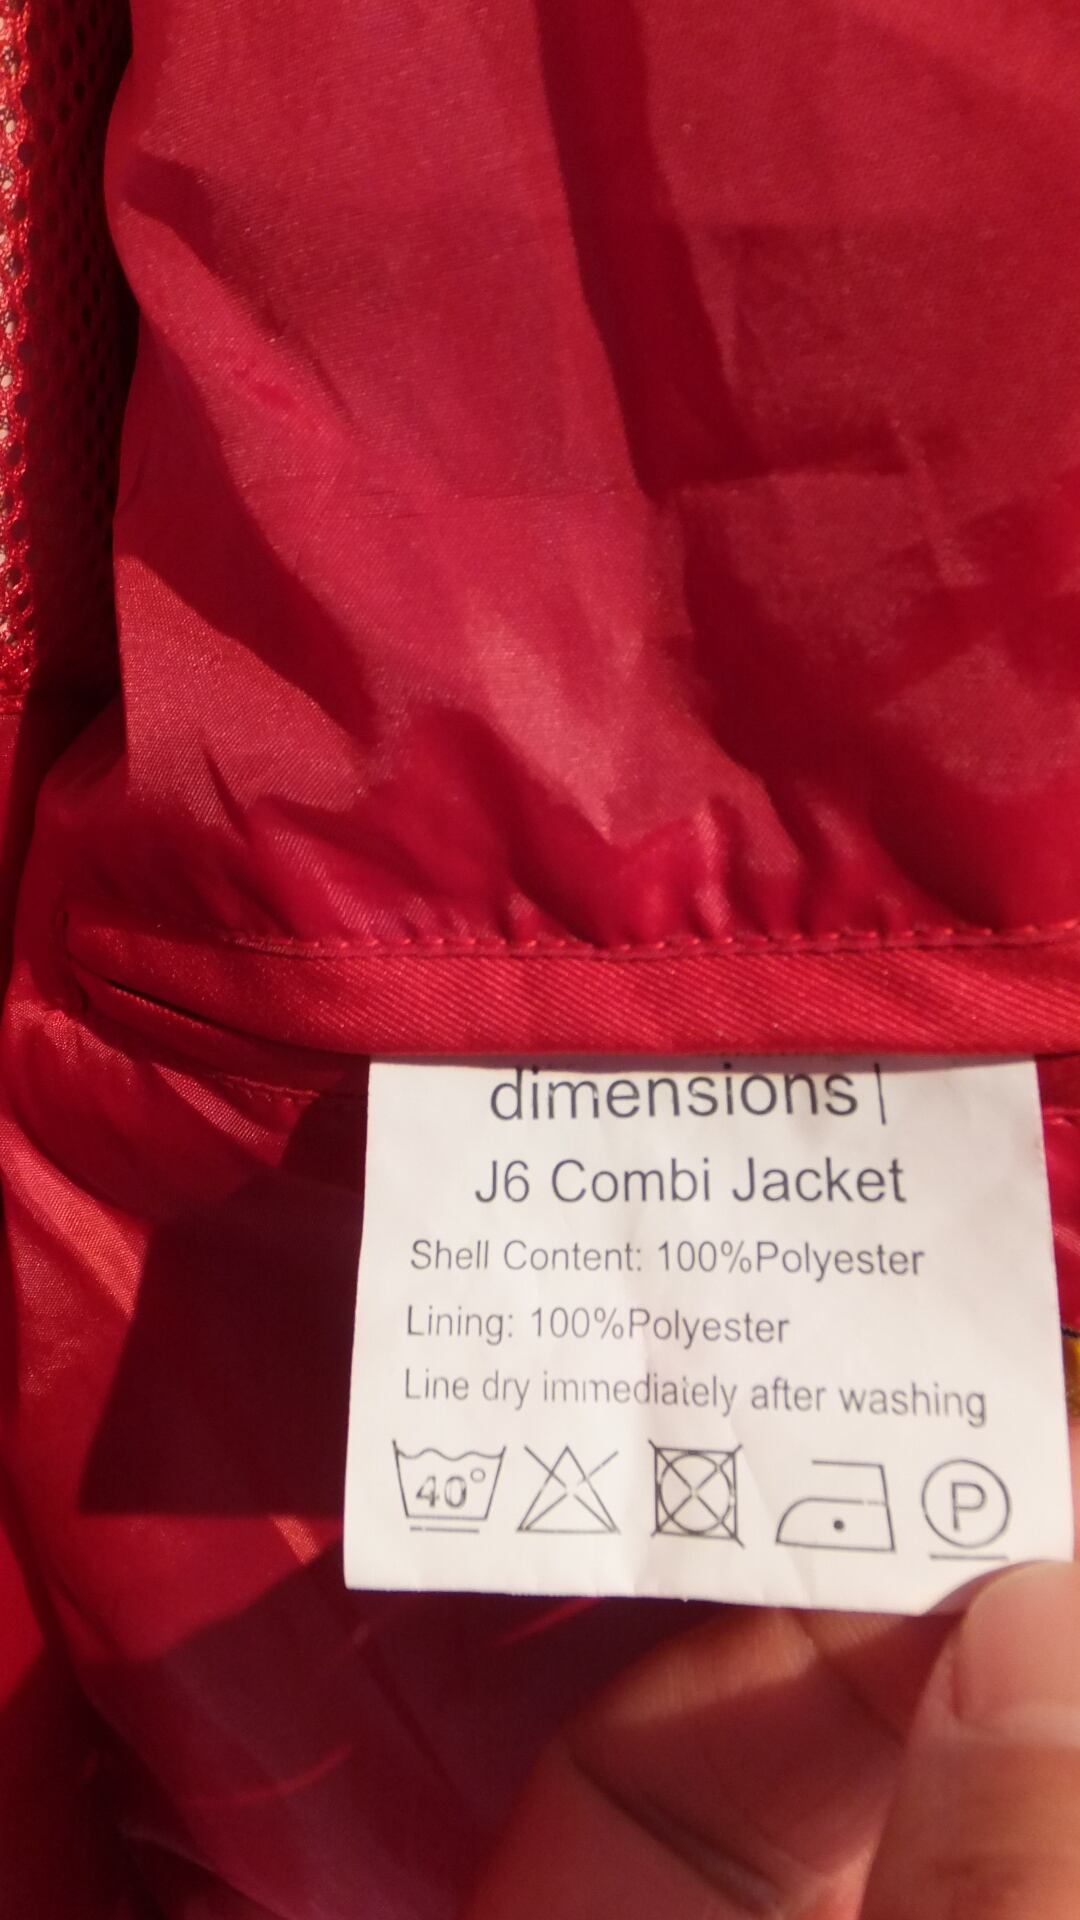 dimensions|
J6 Combi Jacket
Shell Content: 100%Polyester
Lining: 100%Polyester
Line dry immediately after washing
40° P